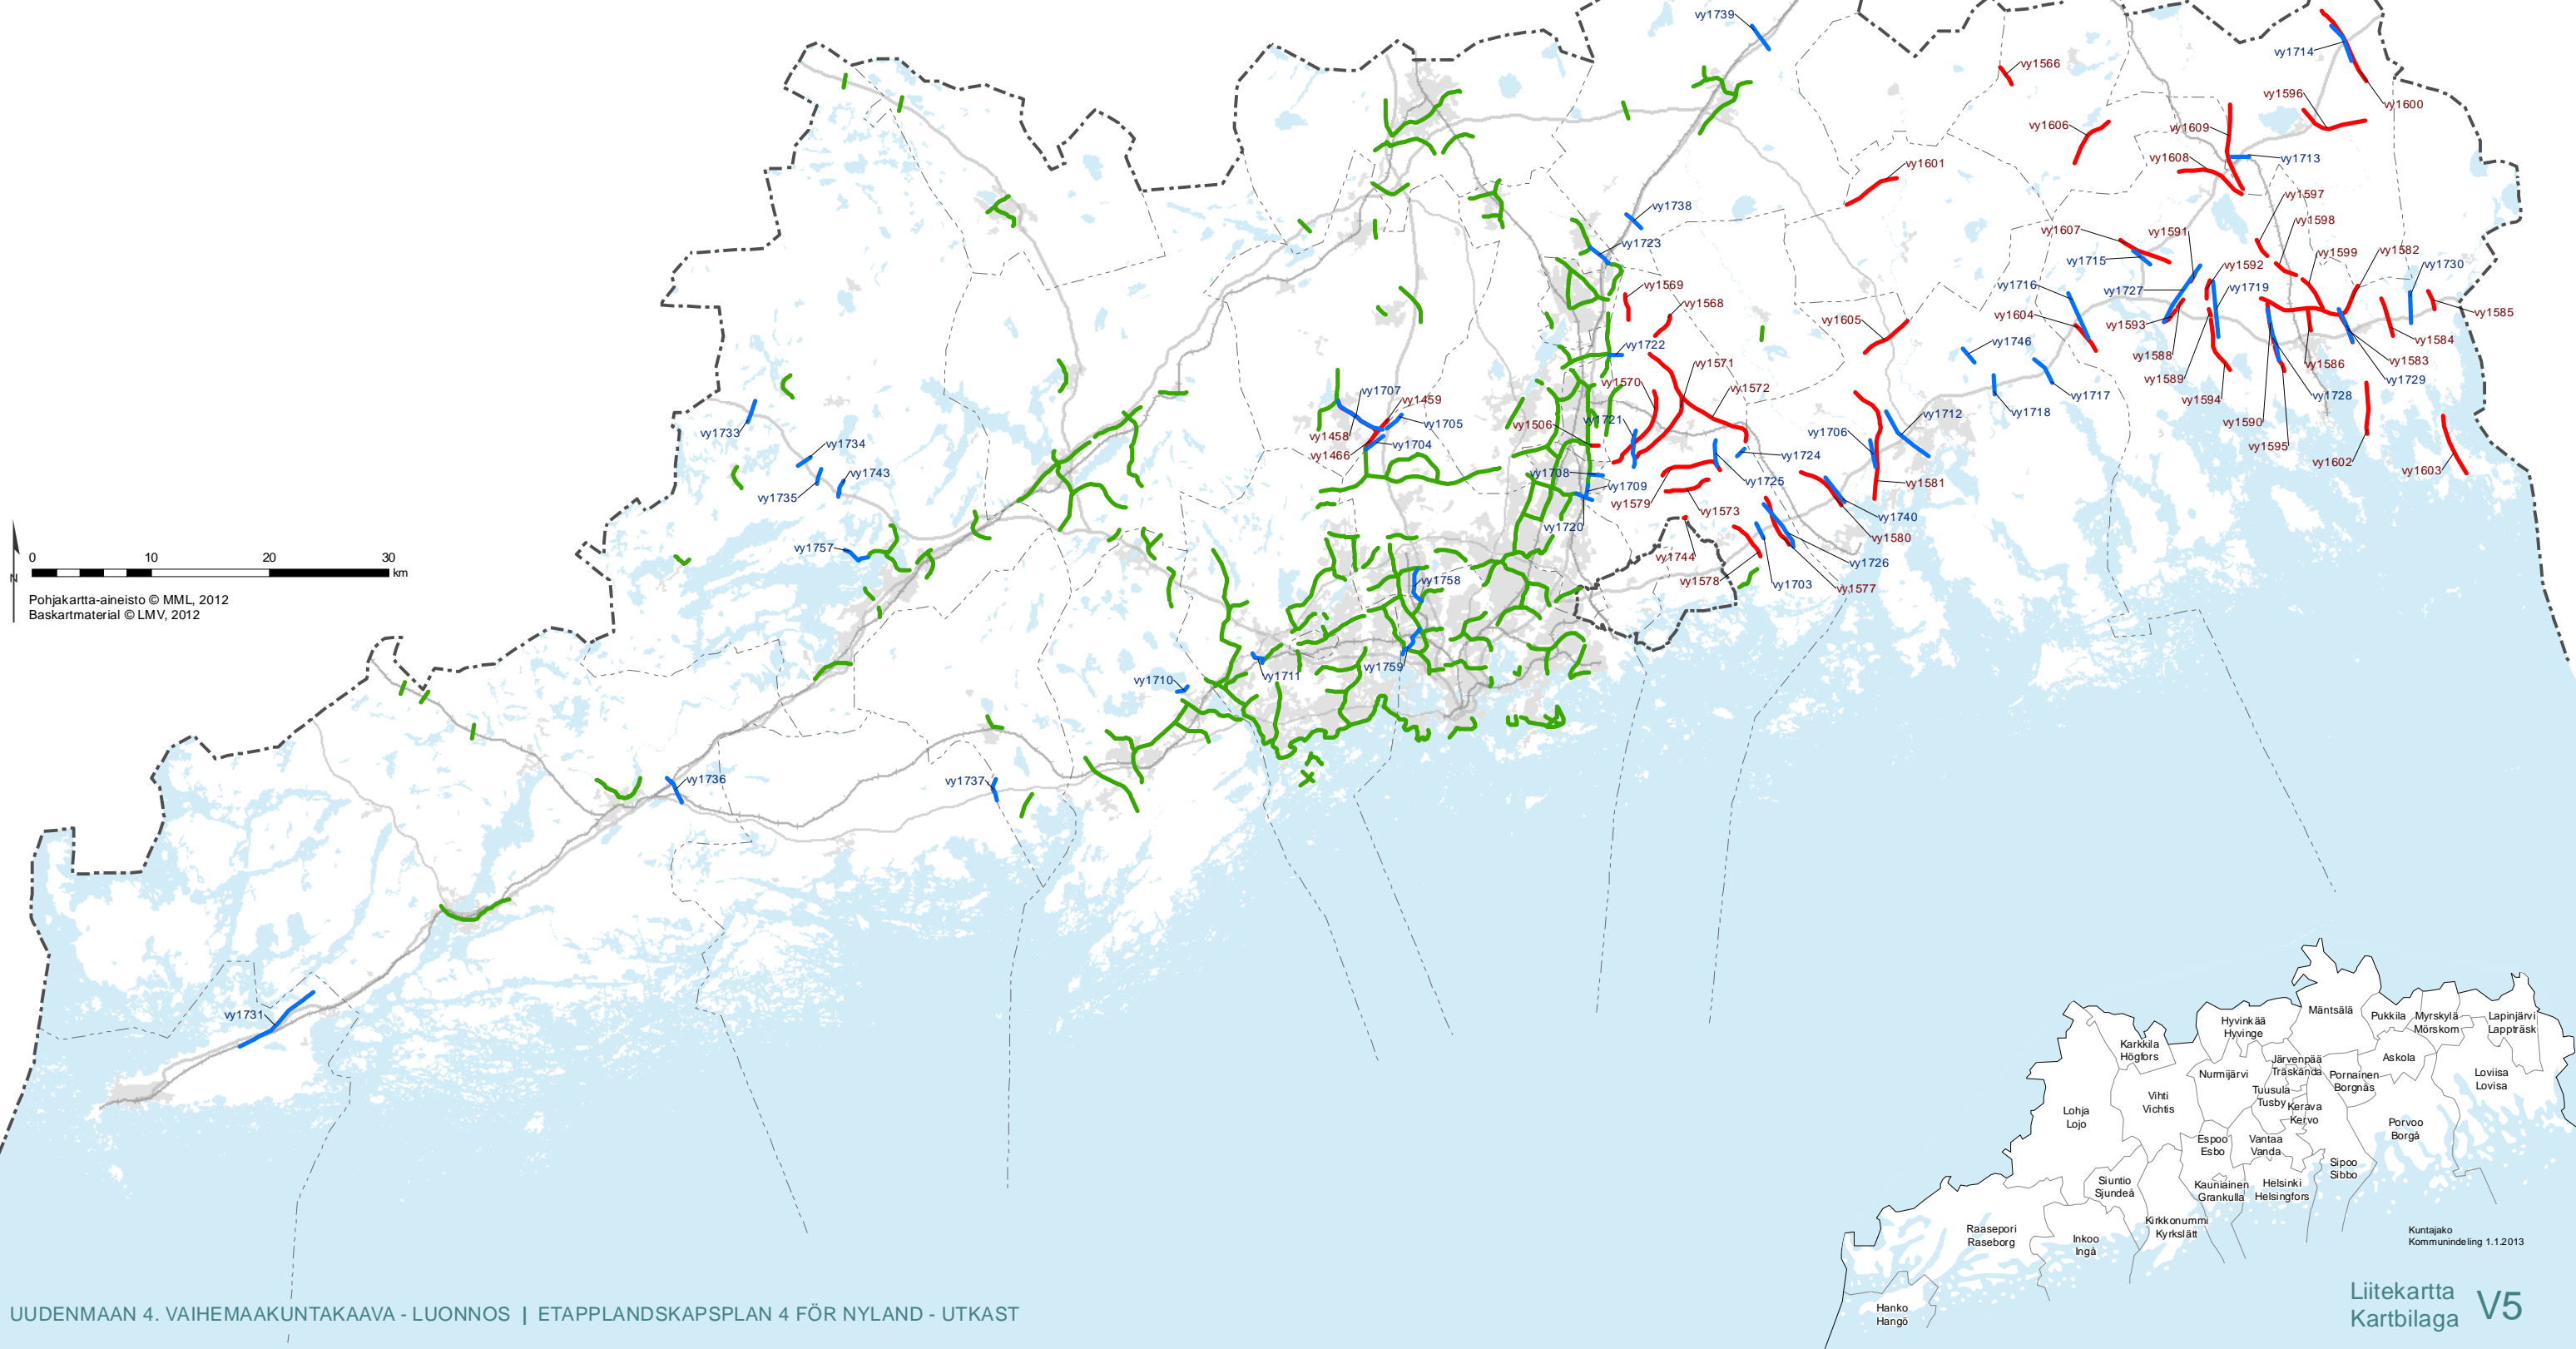 vy1739
vy1714
vy1566
vy1596
vy1600
vy1606
vy1609
vy1608
vy1713
vy1601
vy1597
vy1738
vy1598
vy1607
vy1591
vy1723
vy1599
vy1582
vy1715
vy1592
vy1730
vy1569
vy1716
vy1727
vy1719
vy1568
vy1604
vy1605
vy1593
vy1585
vy1722
vy1746
vy1584
vy1588
vy1586
vy1583
vy1571
vy1570
vy1589
vy1729
vy1572
vy1707
vy1459
vy1717
vy1728
vy1594
vy1718
vy1712
vy1705
vy1506
vy1721
vy1590
vy1733
vy1706
vy1458
vy1734
vy1704
vy1595
vy1466
vy1724
vy1602
vy1603
vy1743
vy1708
vy1725
vy1581
vy1709
vy1735
vy1579
vy1573
vy1740
vy1720
vy1580
vy1757
vy1744
vy1726
vy1758
vy1578
vy1703
vy1577
0 10 20 30
km
N
Pohjakartta-aineisto © MML, 2012
Baskartmaterial © LMV, 2012
vy1759
vy1711
vy1710
vy1736
vy1737
vy1731
Mäntsälä
Hyvinkää
Hyvinge
Pukkila
Myrskylä
Mörskom
Lapinjärvi
Lappträsk
Karkkila
Högfors
Järvenpää
Träskända
Askola
Nurmijärvi
Pornainen
Borgnäs
Loviisa
Lovisa
Tuusula
Tusby
Vihti
Vichtis
Kerava
Kervo
Lohja
Lojo
Porvoo
Borgå
Espoo
Esbo
Vantaa
Vanda
Sipoo
Sibbo
Siuntio
Sjundeå
Kauniainen
Grankulla
Helsinki
Helsingfors
Raasepori
Raseborg
Kirkkonummi
Kyrkslätt
Inkoo
Ingå
Kuntajako
Kommunindeling 1.1.2013
Hanko
Hangö
UUDENMAAN 4. VAIHEMAAKUNTAKAAVA - LUONNOS | ETAPPLANDSKAPSPLAN 4 FÖR NYLAND - UTKAST
Liitekartta
Kartbilaga
V5